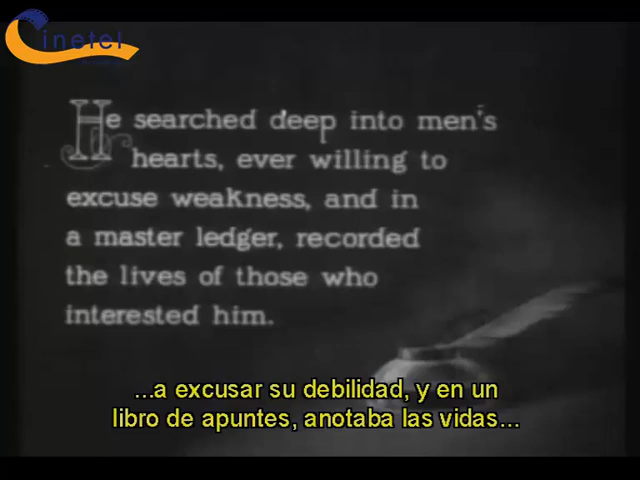 Cinetel
He searched deep into men's
hearts, ever willing to
excuse weakness, and in
a master ledger, recorded
the lives of those who
interested him.
...a excusar su debilidad, y en un
libro de apuntes, anotaba las vidas...